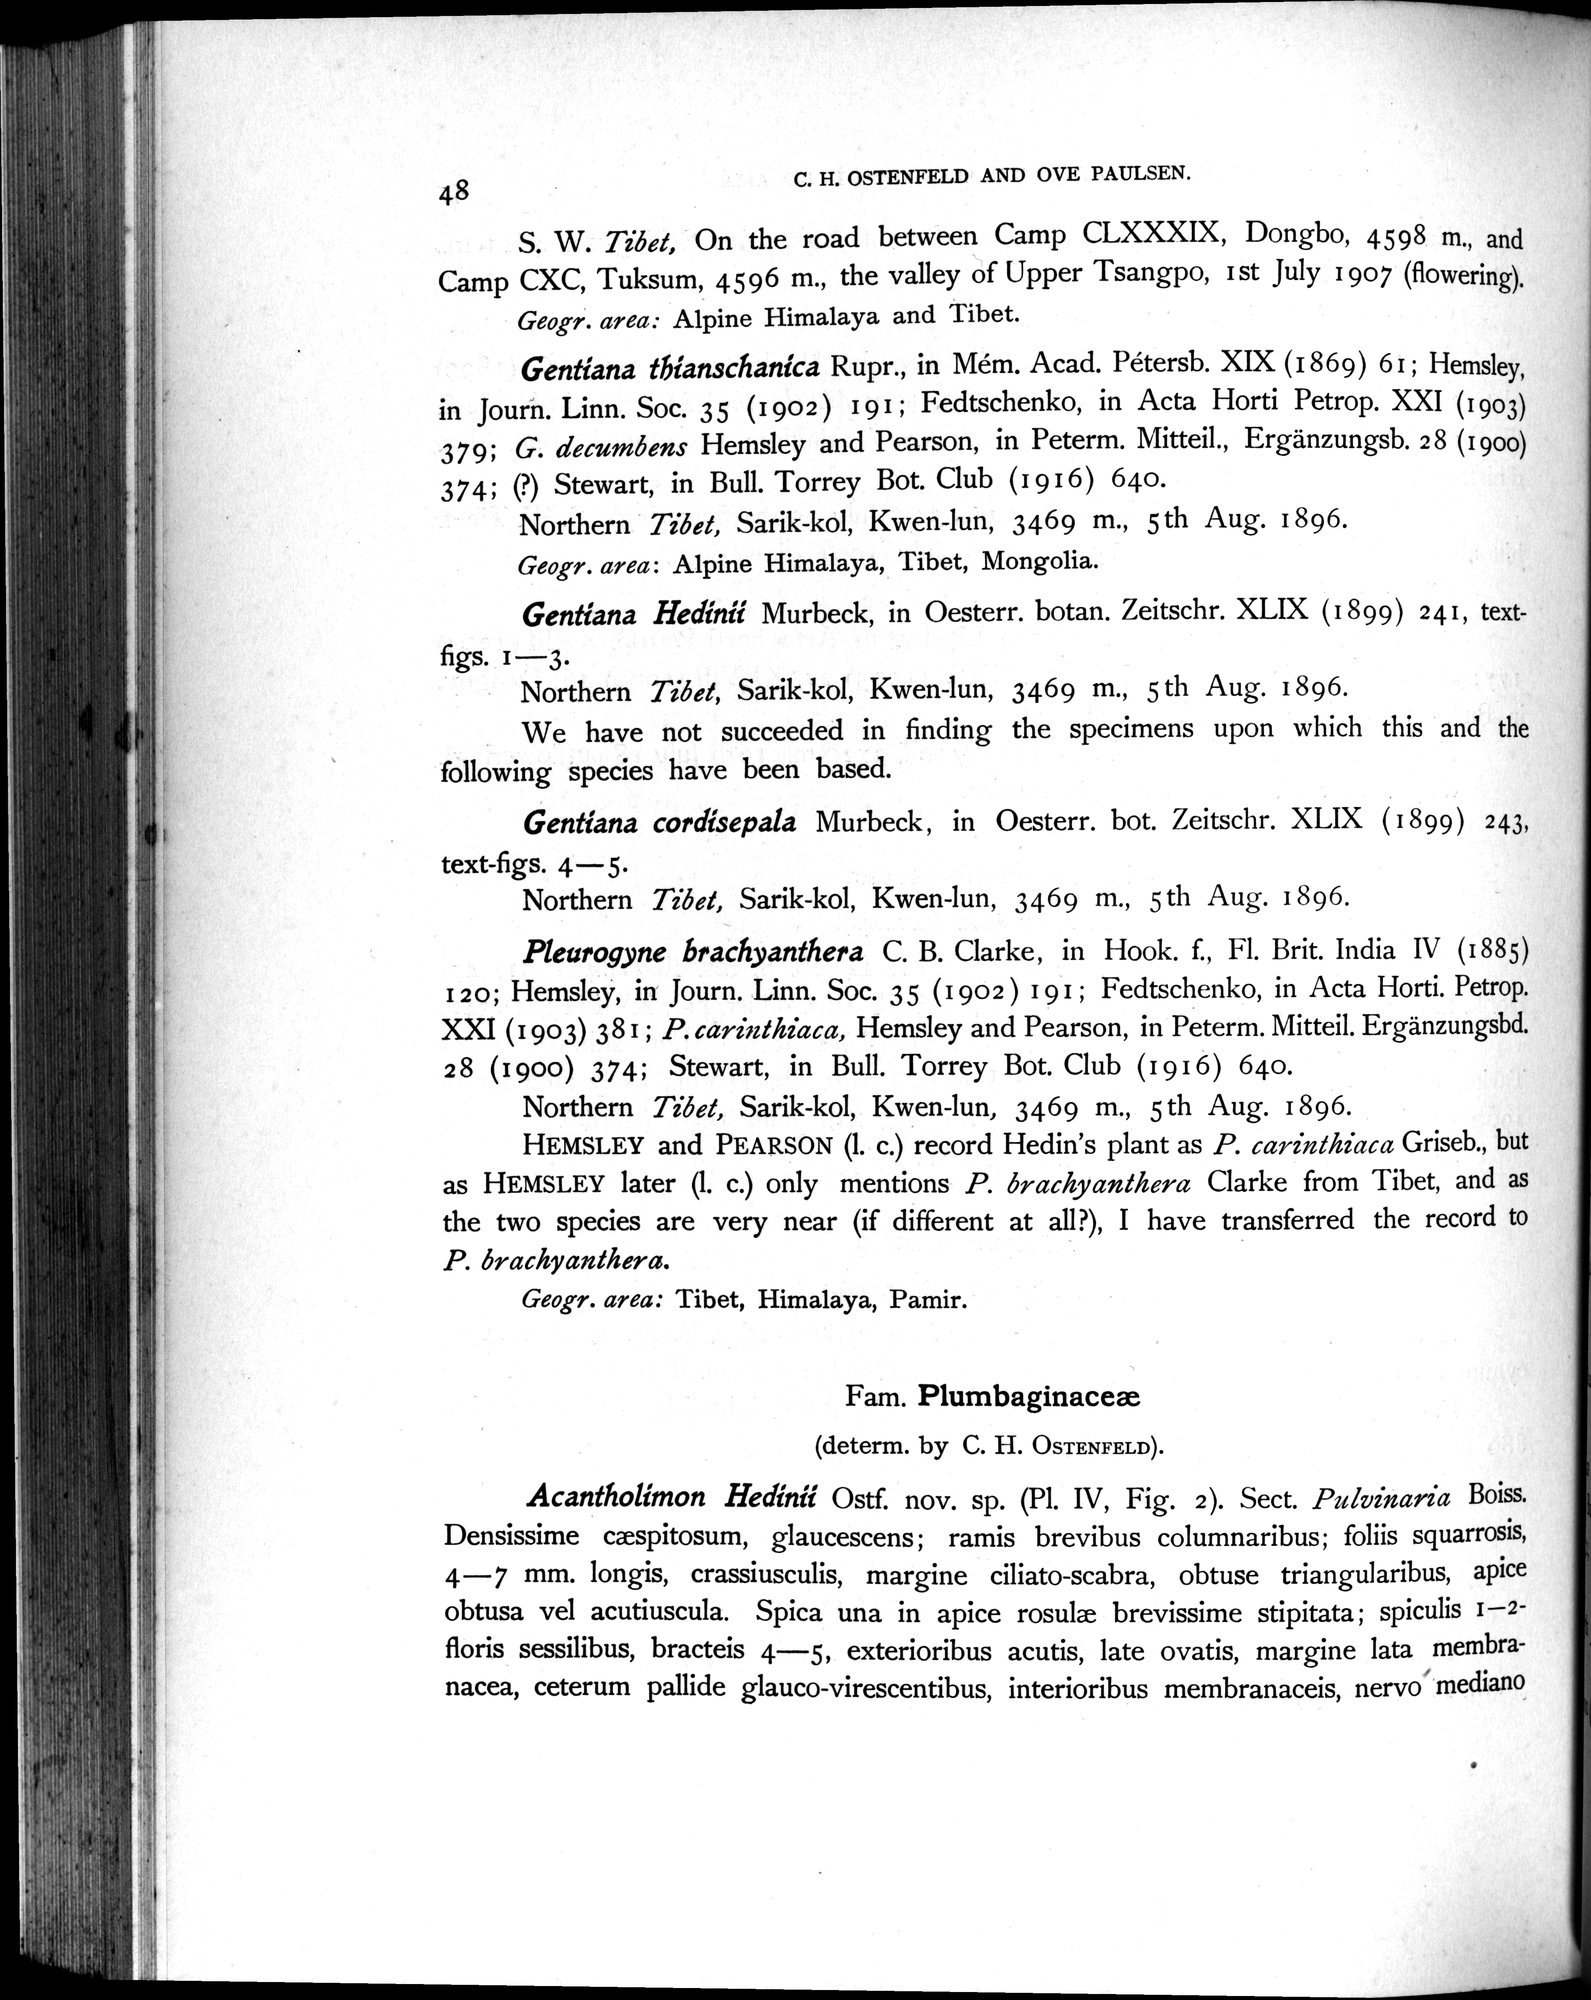 48
C. H. OSTENFELD AND OVE PAULSEN.
S. W. Tibet, On the road between Camp CLXXXIX, Dongbo, 4598 m., and
Camp CXC, Tuksum, 4596 m., the valley of Upper Tsangpo, 1st July 1907 (flowering).
Geogr. area: Alpine Himalaya and Tibet.
Gentiana thianschanica Rupr., in Mém. Acad. Pétersb. XIX (1869) 61; Hemsley,
in Journ. Linn. Soc. 35 (1902) 191; Fedtschenko, in Acta Horti Petrop. XXI (1903)
379; G. decumbens Hemsley and Pearson, in Peterm. Mitteil., Ergänzungsb. 28 (1900)
374; (?) Stewart, in Bull. Torrey Bot. Club (1916) 640.
Northern Tibet, Sarik-kol, Kwen-lun, 3469 m., 5th Aug. 1896.
Geogr. area: Alpine Himalaya, Tibet, Mongolia.
Gentiana Hedinii Murbeck, in Oesterr. botan. Zeitschr. XLIX (1899) 241, text-
figs. 1—3.
Northern Tibet, Sarik-kol, Kwen-lun, 3469 m., 5th Aug. 1896.
We have not succeeded in finding the specimens upon which this and the
following species have been based.
Gentiana cordisepala Murbeck, in Oesterr. bot. Zeitschr. XLIX (1899) 243,
text-figs. 4—5.
Northern Tibet, Sarik-kol, Kwen-lun, 3469 m., 5th Aug. 1896.
Pleurogyne brachyanthera C. B. Clarke, in Hook. f., Fl. Brit. India IV (1885)
120; Hemsley, in Journ. Linn. Soc. 35 (1902) 191; Fedtschenko, in Acta Horti. Petrop.
XXI (1903) 381; P. carinthiaca, Hemsley and Pearson, in Peterm. Mitteil. Ergänzungsbd.
28 (1900) 374; Stewart, in Bull. Torrey Bot. Club (1916) 640.
Northern Tibet, Sarik-kol, Kwen-lun, 3469 m., 5th Aug. 1896.
HEMSLEY and PEARSON (l. c.) record Hedin's plant as P. carinthiaca Griseb., but
as HEMSLEY later (l. c.) only mentions P. brachyanthera Clarke from Tibet, and as
the two species are very near (if different at all?), I have transferred the record to
P. brachyanthera.
Geogr. area: Tibet, Himalaya, Pamir.
Fam. Plumbaginaceæ
(determ. by C. H. OSTENFELD).
Acantholimon Hedinii Ostf. nov. sp. (Pl. IV, Fig. 2). Sect. Pulvinaria Boiss.
Densissime cæspitosum, glaucescens; ramis brevibus columnaribus; foliis squarrosis,
4—7 mm. longis, crassiusculis, margine ciliato-scabra, obtuse triangularibus, apice
obtusa vel acutiuscula. Spica una in apice rosulæ brevissime stipitata; spiculis 1—2-
floris sessilibus, bracteis 4—5, exterioribus acutis, late ovatis, margine lata membra-
nacea, ceterum pallide glauco-virescentibus, interioribus membranaceis, nervo mediano